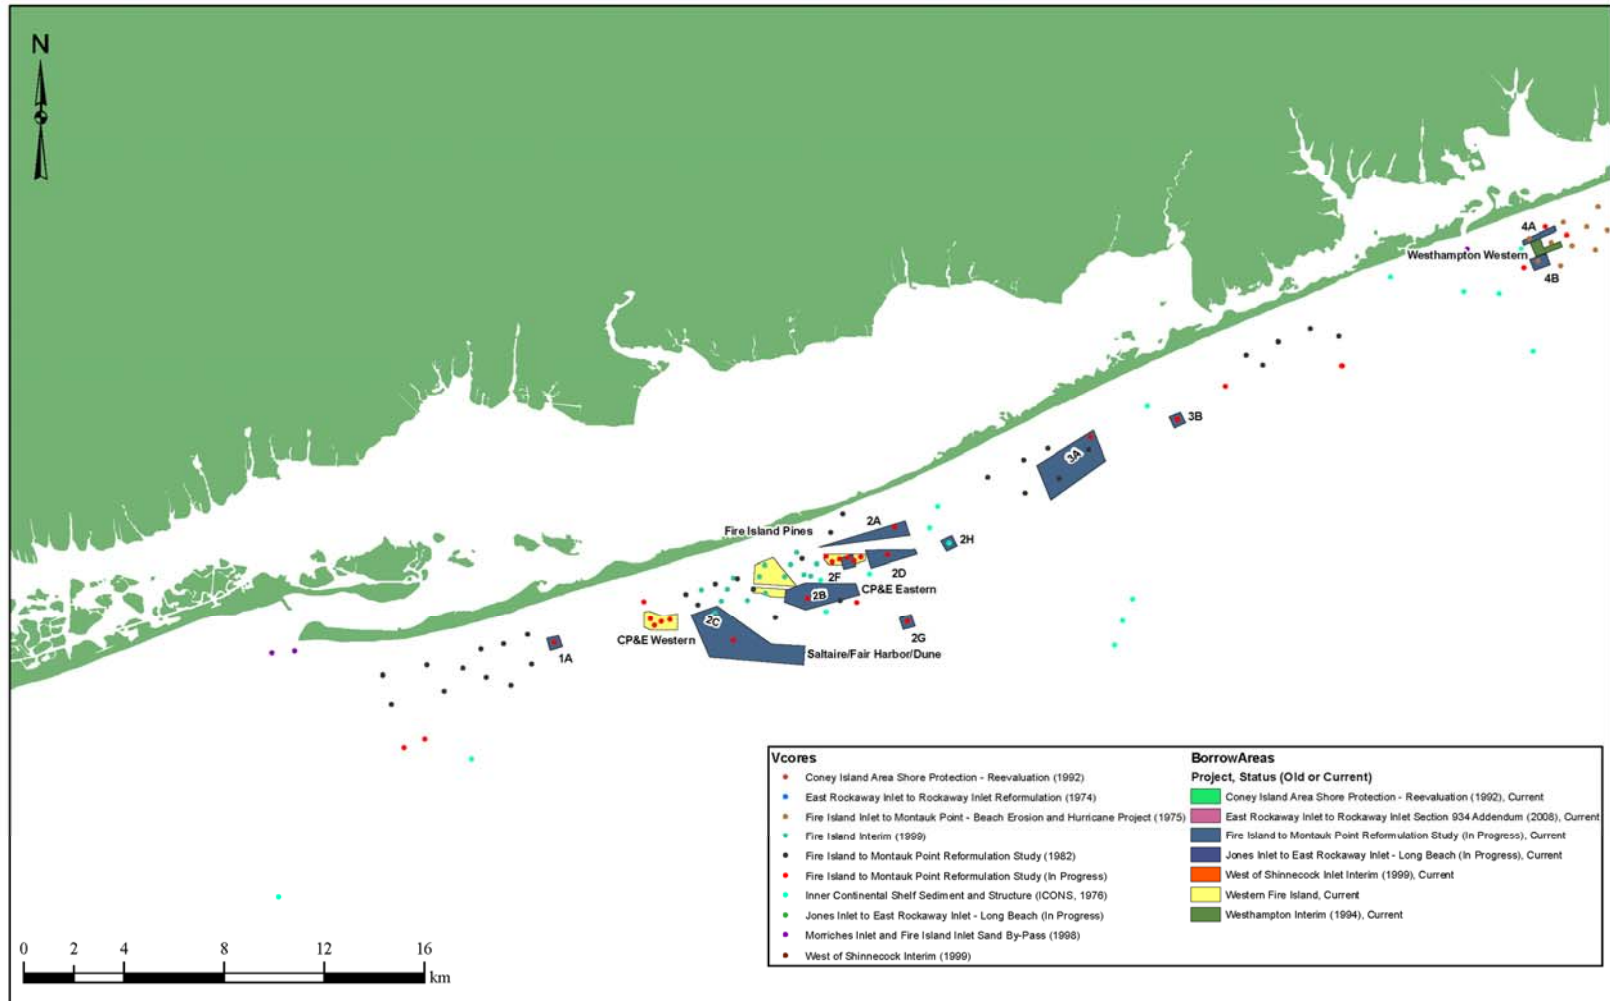 N
4A
Westhampton Western
4B
3B
3A
Fire Island Pines
2A
2H
2F
2D
2B
CP&E Eastern
2C
2G
CP&E Western
Saltaire/Fair Harbor/Dune
1A
Vcores
Coney Island Area Shore Protection - Reevaluation (1992)
East Rockaway Inlet to Rockaway Inlet Reformulation (1974)
Fire Island Inlet to Montauk Point - Beach Erosion and Hurricane Project (1975)
Fire Island Interim (1999)
Fire Island to Montauk Point Reformulation Study (1982)
Fire Island to Montauk Point Reformulation Study (In Progress)
Inner Continental Shelf Sediment and Structure (ICONS, 1976)
Jones Inlet to East Rockaway Inlet - Long Beach (In Progress)
Morriches Inlet and Fire Island Inlet Sand By-Pass (1998)
West of Shinnecock Interim (1999)
BorrowAreas
Project, Status (Old or Current)
Coney Island Area Shore Protection - Reevaluation (1992), Current
East Rockaway Inlet to Rockaway Inlet Section 934 Addendum (2008), Current
Fire Island to Montauk Point Reformulation Study (In Progress), Current
Jones Inlet to East Rockaway Inlet - Long Beach (In Progress), Current
West of Shinnecock Inlet Interim (1999), Current
Western Fire Island, Current
Westhampton Interim (1994), Current
0 2 4 8 12 16
km